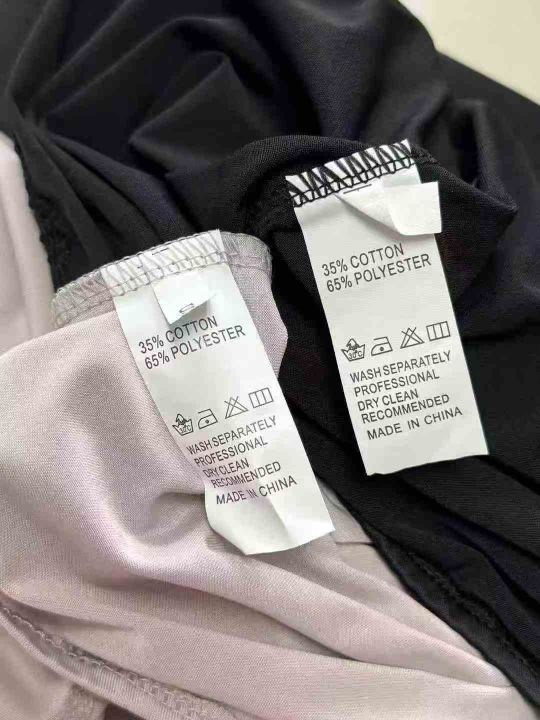 35% COTTON
65% POLYESTER
30°C
WASH SEPARATELY
PROFESSIONAL
DRY CLEAN
RECOMMENDED
MADE IN CHINA
35% COTTON
65% POLYESTER
WASH SEPARATELY
PROFESSIONAL
DRY CLEAN
RECOMMENDED
MADE IN CHINA